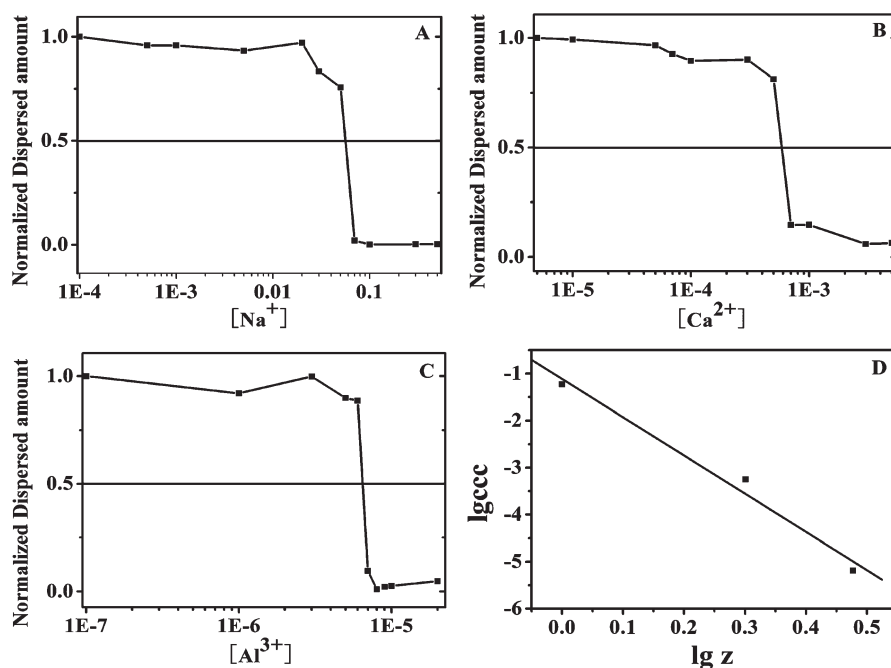 A
Normalized Dispersed amount
1.0
0.5
0.0
1E-4 1E-3 0.01 0.1
[Na⁺]
B
Normalized Dispersed amount
1.0
0.5
0.0
1E-5 1E-4 1E-3
[Ca²⁺]
C
Normalized Dispersed amount
1.0
0.5
0.0
1E-7 1E-6 1E-5
[Al³⁺]
D
lgccc
-1
-2
-3
-4
-5
-6
0.0 0.1 0.2 0.3 0.4 0.5
lg z